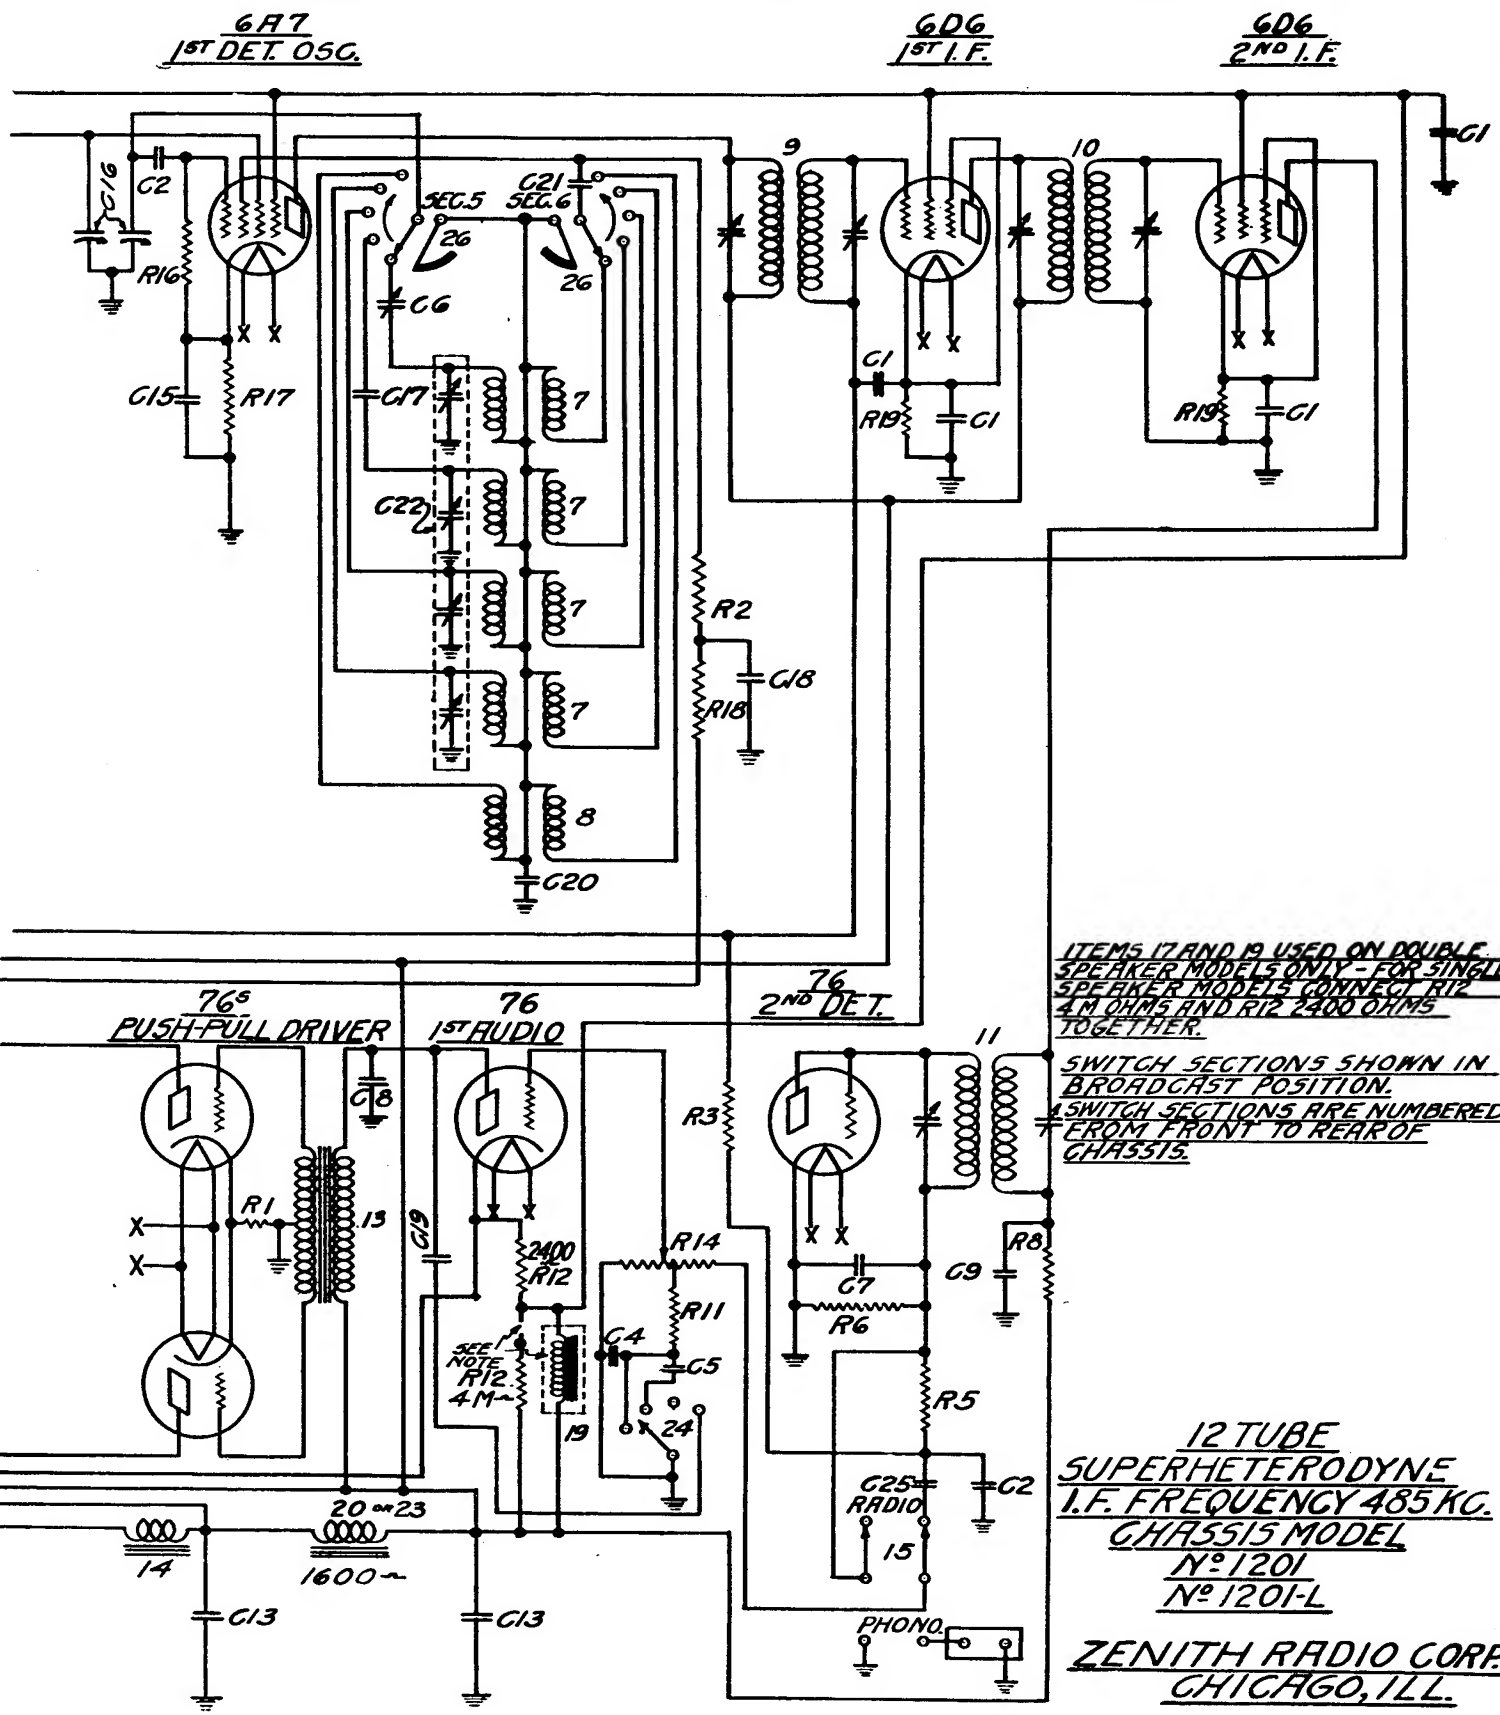 6A7
1ST DET. OSC.
6D6
1ST I.F.
6D6
2ND I.F.
C1
C16
C2
9
10
SEC.5
C21
SEC.6
26
26
R16
C6
C1
C15
R17
C17
7
R19
C1
R19
C1
C22
7
R2
7
C18
R18
7
8
C20
ITEMS 17 AND 19 USED ON DOUBLE
SPEAKER MODELS ONLY - FOR SINGLE
SPEAKER MODELS CONNECT R12
4 M OHMS AND R12 2400 OHMS
TOGETHER.
76S
PUSH-PULL DRIVER
76
1ST AUDIO
76
2ND DET.
11
SWITCH SECTIONS SHOWN IN
BROADCAST POSITION.
SWITCH SECTIONS ARE NUMBERED
FROM FRONT TO REAR OF
CHASSIS.
C8
R3
R1
13
C19
X
X
2400
R12
R14
C7
C9
R8
R11
R6
C4
C5
SEE
NOTE
R12
4 M~
19
24
R5
C25
C2
RADIO
15
20 OR 23
14
1600~
C13
C13
PHONO.
12 TUBE
SUPERHETERODYNE
I.F. FREQUENCY 485 KC.
CHASSIS MODEL
Nº 1201
Nº 1201-L
ZENITH RADIO CORP.
CHICAGO, ILL.